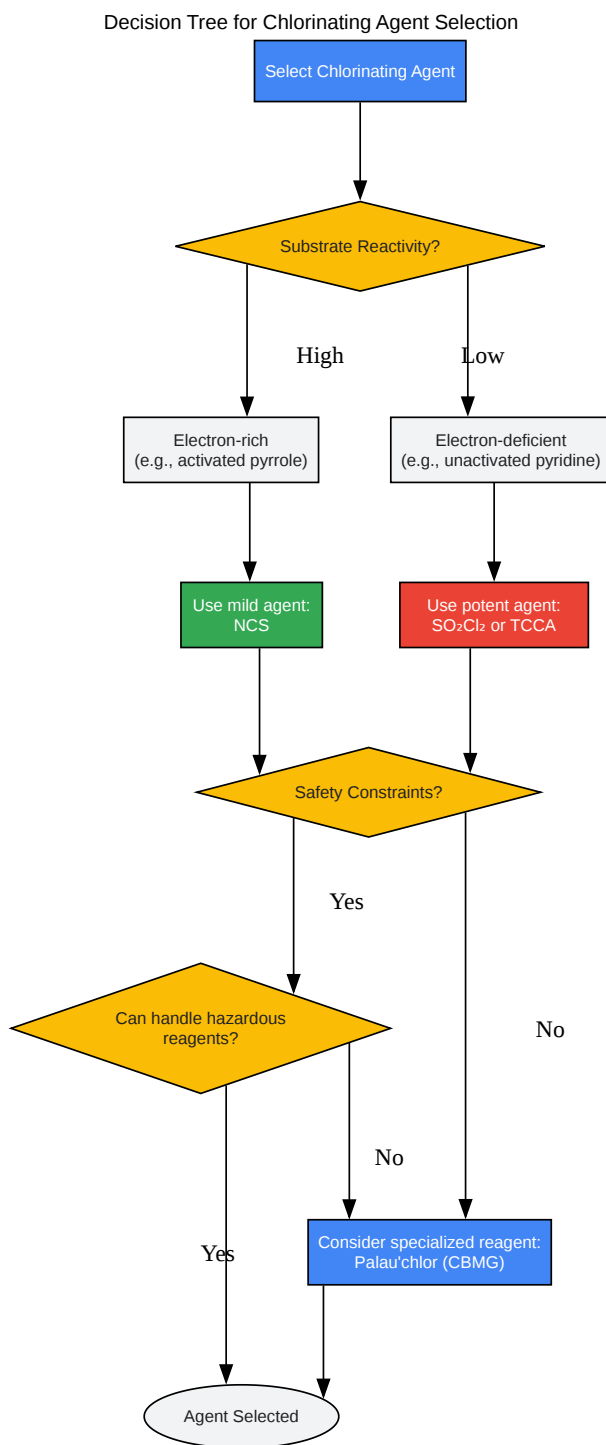 Decision Tree for Chlorinating Agent Selection
Select Chlorinating Agent
Substrate Reactivity?
High
Low
Electron-rich
(e.g., activated pyrrole)
Electron-deficient
(e.g., unactivated pyridine)
Use mild agent:
NCS
Use potent agent:
SO₂Cl₂ or TCCA
Safety Constraints?
Yes
Can handle hazardous
reagents?
No
No
Consider specialized reagent:
Palau'chlor (CBMG)
Yes
Agent Selected